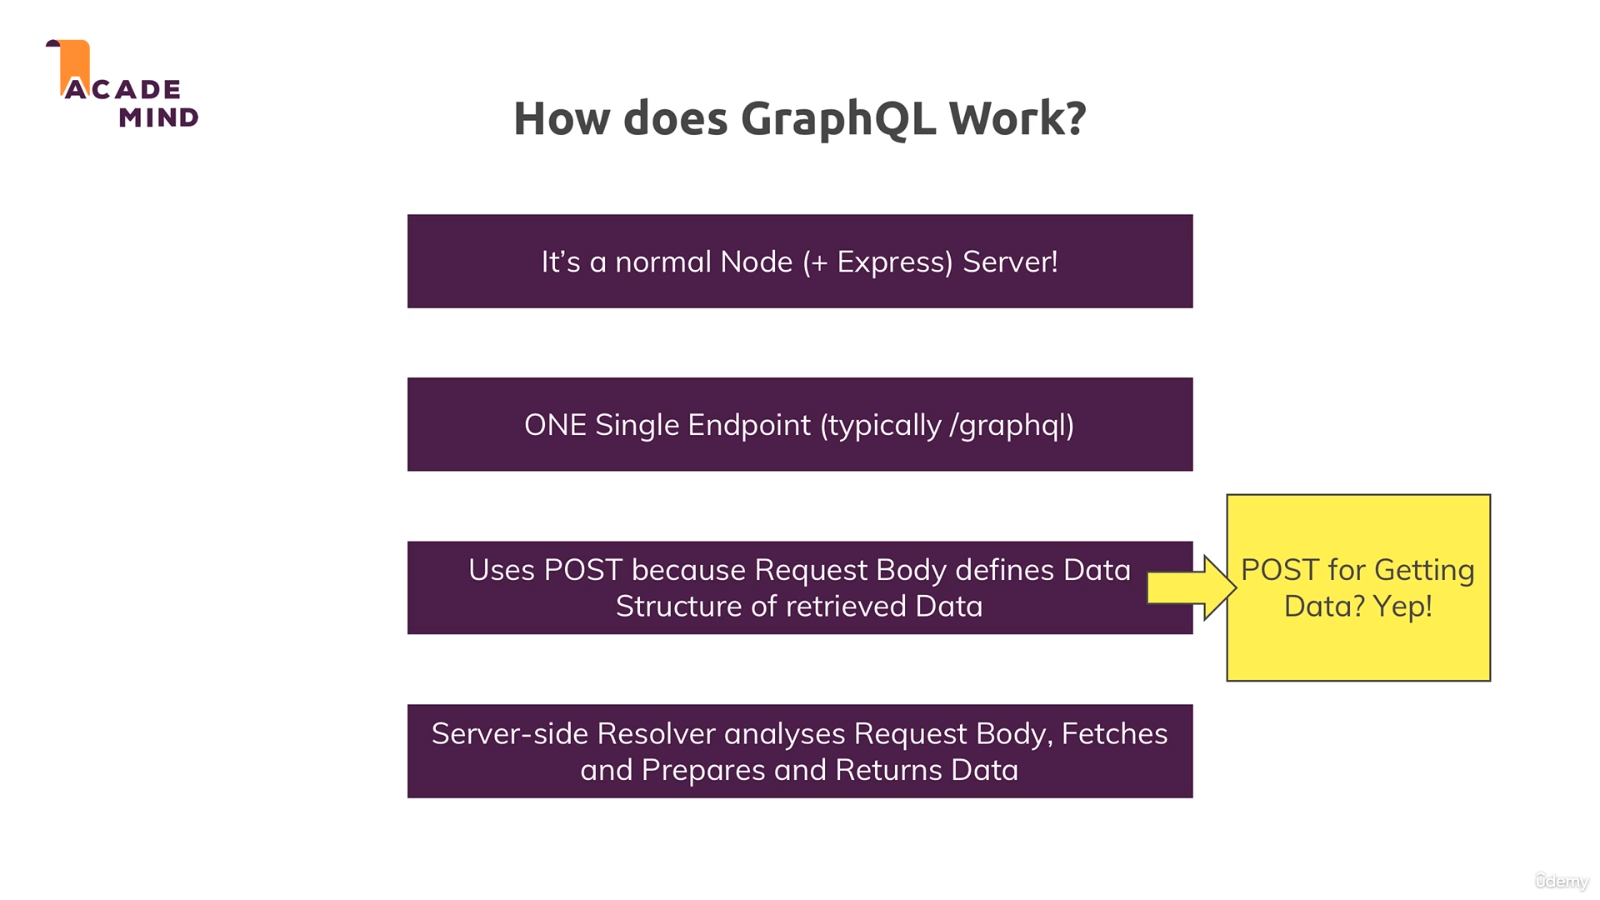 ACADE
MIND
How does GraphQL Work?
It’s a normal Node (+ Express) Server!
ONE Single Endpoint (typically /graphql)
Uses POST because Request Body defines Data
Structure of retrieved Data
POST for Getting
Data? Yep!
Server-side Resolver analyses Request Body, Fetches
and Prepares and Returns Data
ûdemy